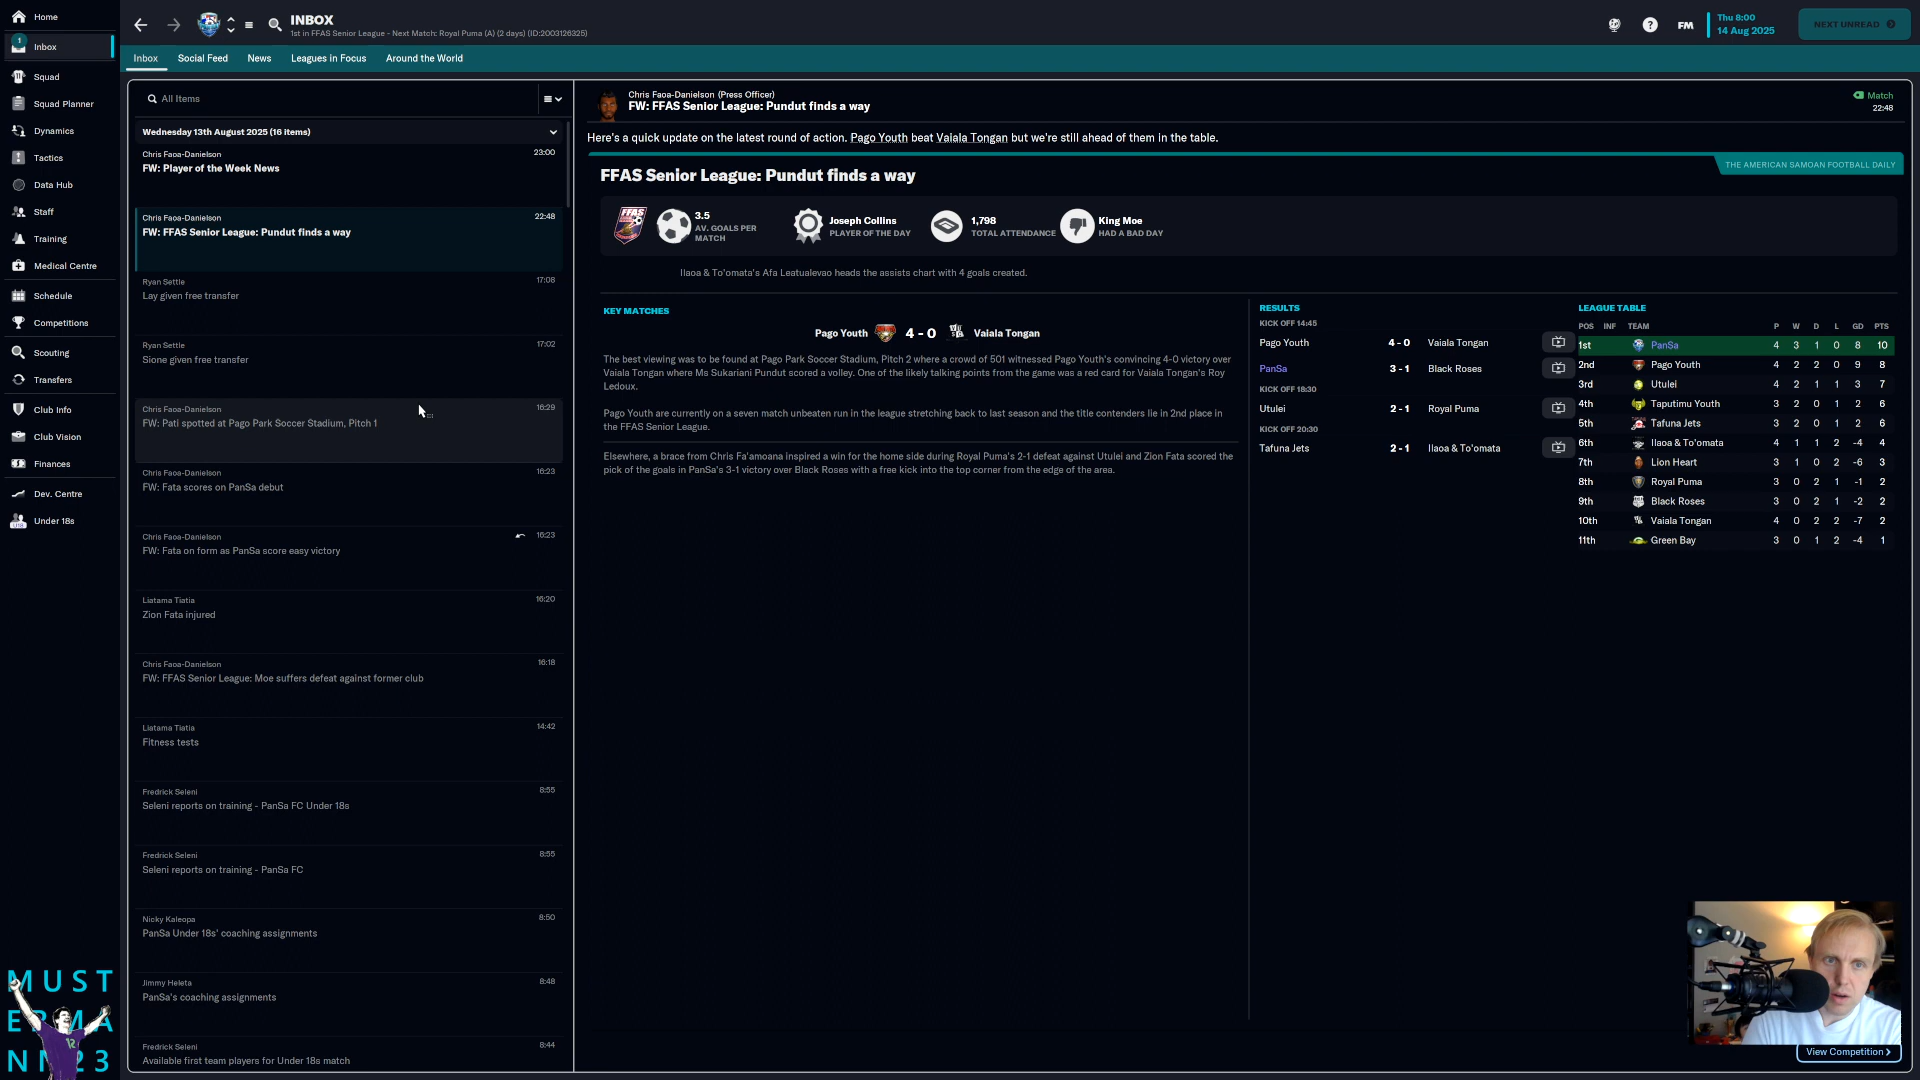 Home
Inbox
1
Squad
Squad Planner
Dynamics
Tactics
Data Hub
Staff
Training
Medical Centre
Schedule
Competitions
Scouting
Transfers
Club Info
Club Vision
Finances
Dev. Centre
Under 18s
MUST
ERMA
NN23
INBOX
1st in FFAS Senior League - Next Match: Royal Puma (A) (2 days) (ID:2003126325)
FM
Thu 8:00
14 Aug 2025
NEXT UNREAD
Inbox Social Feed News Leagues in Focus Around the World
All Items
Wednesday 13th August 2025 (16 items)
Chris Faoa-Danielson 23:00
FW: Player of the Week News
Chris Faoa-Danielson 22:48
FW: FFAS Senior League: Pundut finds a way
Ryan Settle 17:08
Lay given free transfer
Ryan Settle 17:02
Sione given free transfer
Chris Faoa-Danielson 16:29
FW: Pati spotted at Pago Park Soccer Stadium, Pitch 1
Chris Faoa-Danielson 16:23
FW: Fata scores on PanSa debut
Chris Faoa-Danielson 16:23
FW: Fata on form as PanSa score easy victory
Liatama Tiatia 16:20
Zion Fata injured
Chris Faoa-Danielson 16:18
FW: FFAS Senior League: Moe suffers defeat against former club
Liatama Tiatia 14:42
Fitness tests
Fredrick Seleni 8:55
Seleni reports on training - PanSa FC Under 18s
Fredrick Seleni 8:55
Seleni reports on training - PanSa FC
Nicky Kaleopa 8:50
PanSa Under 18s' coaching assignments
Jimmy Heleta 8:48
PanSa's coaching assignments
Fredrick Seleni 8:44
Available first team players for Under 18s match
Chris Faoa-Danielson (Press Officer)
FW: FFAS Senior League: Pundut finds a way
Match
22:48
Here's a quick update on the latest round of action. Pago Youth beat Vaiala Tongan but we're still ahead of them in the table.
THE AMERICAN SAMOAN FOOTBALL DAILY
FFAS Senior League: Pundut finds a way
FFAS
3.5
AV. GOALS PER
MATCH
Joseph Collins
PLAYER OF THE DAY
1,798
TOTAL ATTENDANCE
King Moe
HAD A BAD DAY
Ilaoa & To'omata's Afa Leatualevao heads the assists chart with 4 goals created.
KEY MATCHES
Pago Youth 4 - 0 Vaiala Tongan
The best viewing was to be found at Pago Park Soccer Stadium, Pitch 2 where a crowd of 501 witnessed Pago Youth's convincing 4-0 victory over
Vaiala Tongan where Ms Sukariani Pundut scored a volley. One of the likely talking points from the game was a red card for Vaiala Tongan's Roy
Ledoux.
Pago Youth are currently on a seven match unbeaten run in the league stretching back to last season and the title contenders lie in 2nd place in
the FFAS Senior League.
Elsewhere, a brace from Chris Fa'amoana inspired a win for the home side during Royal Puma's 2-1 defeat against Utulei and Zion Fata scored the
pick of the goals in PanSa's 3-1 victory over Black Roses with a free kick into the top corner from the edge of the area.
RESULTS
KICK OFF 14:45
Pago Youth 4 - 0 Vaiala Tongan
PanSa 3 - 1 Black Roses
KICK OFF 18:30
Utulei 2 - 1 Royal Puma
KICK OFF 20:30
Tafuna Jets 2 - 1 Ilaoa & To'omata
LEAGUE TABLE
POS INF TEAM P W D L GD PTS
1st PanSa 4 3 1 0 8 10
2nd Pago Youth 4 2 2 0 9 8
3rd Utulei 4 2 1 1 3 7
4th Taputimu Youth 3 2 0 1 2 6
5th Tafuna Jets 3 2 0 1 2 6
6th Ilaoa & To'omata 4 1 1 2 -4 4
7th Lion Heart 3 1 0 2 -6 3
8th Royal Puma 3 0 2 1 -1 2
9th Black Roses 3 0 2 1 -2 2
10th Vaiala Tongan 4 0 2 2 -7 2
11th Green Bay 3 0 1 2 -4 1
View Competition